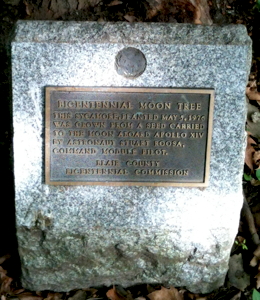 BICENTENNIAL MOON TREE
THIS SYCAMORE PLANTED MAY 5, 1976
WAS GROWN FROM A SEED CARRIED
TO THE MOON ABOARD APOLLO XIV
BY ASTRONAUT STUART ROOSA,
COMMAND MODULE PILOT.
BLAIR COUNTY
BICENTENNIAL COMMISSION